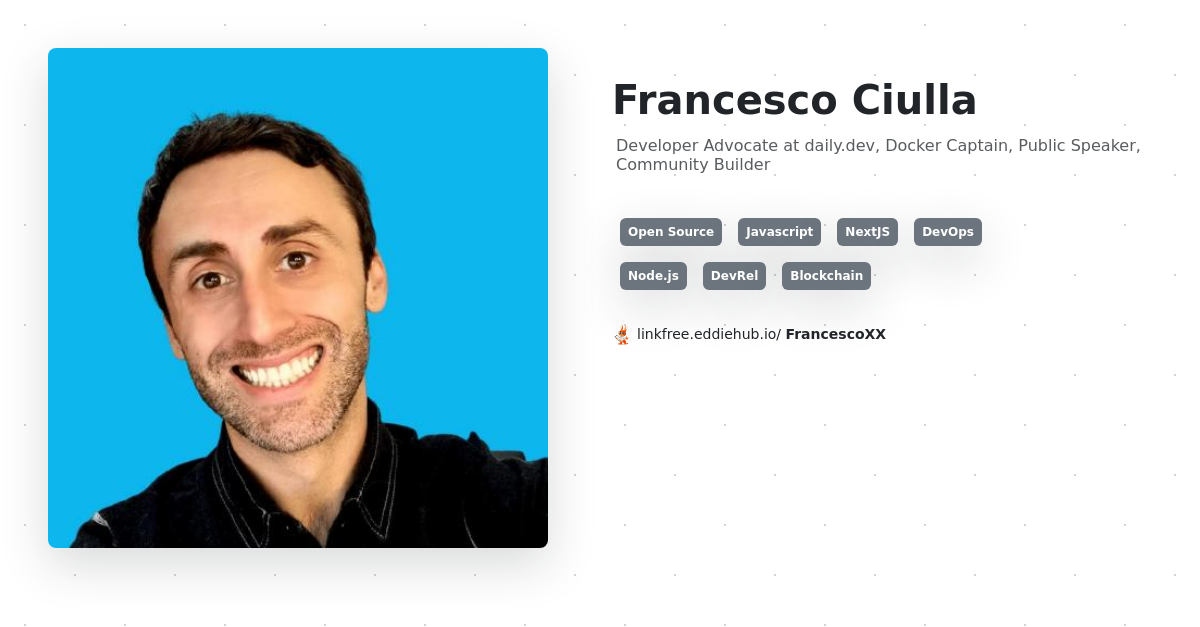 Francesco Ciulla
Developer Advocate at daily.dev, Docker Captain, Public Speaker,
Community Builder
Open Source Javascript NextJS DevOps
Node.js DevRel Blockchain
linkfree.eddiehub.io/ FrancescoXX